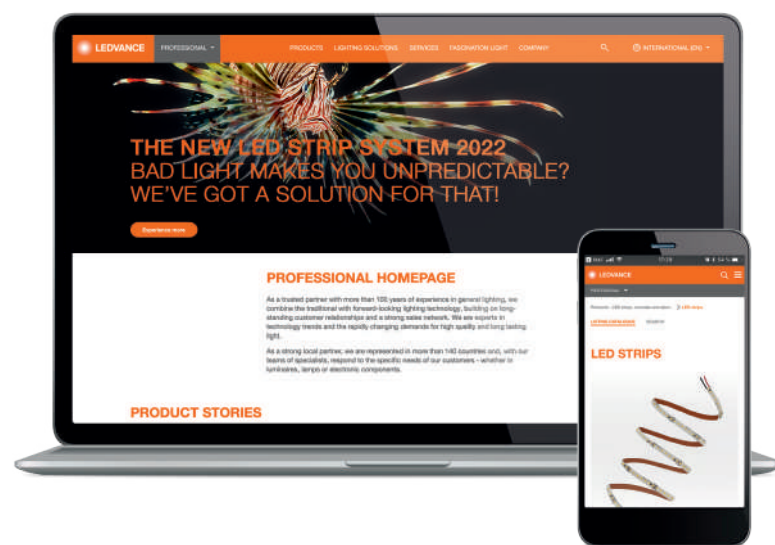 LEDVANCE
PROFESSIONAL
PRODUCTS LIGHTING SOLUTIONS SERVICES FASCINATION LIGHT COMPANY
INTERNATIONAL (EN)
THE NEW LED STRIP SYSTEM 2022
BAD LIGHT MAKES YOU UNPREDICTABLE?
WE'VE GOT A SOLUTION FOR THAT!
Experience more
PROFESSIONAL HOMEPAGE
As a trusted partner with more than 100 years of experience in general lighting, we
combine the traditional with forward-looking lighting technology, building on long-
standing customer relationships and a strong sales network. We are experts in
technology trends and the rapidly changing demands for high quality and long lasting
light.
As a strong local partner, we are represented in more than 140 countries and, with our
teams of specialists, respond to the specific needs of our customers - whether in
luminaires, lamps or electronic components.
PRODUCT STORIES
LEDVANCE
PROFESSIONAL
LED STRIPS